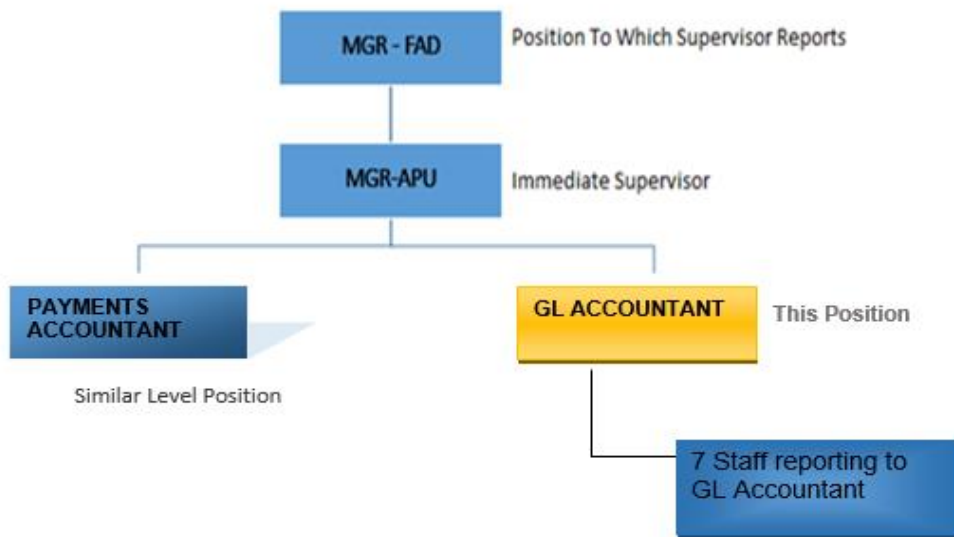 MGR - FAD
Position To Which Supervisor Reports
MGR-APU
Immediate Supervisor
PAYMENTS
ACCOUNTANT
GL ACCOUNTANT
This Position
Similar Level Position
7 Staff reporting to
GL Accountant